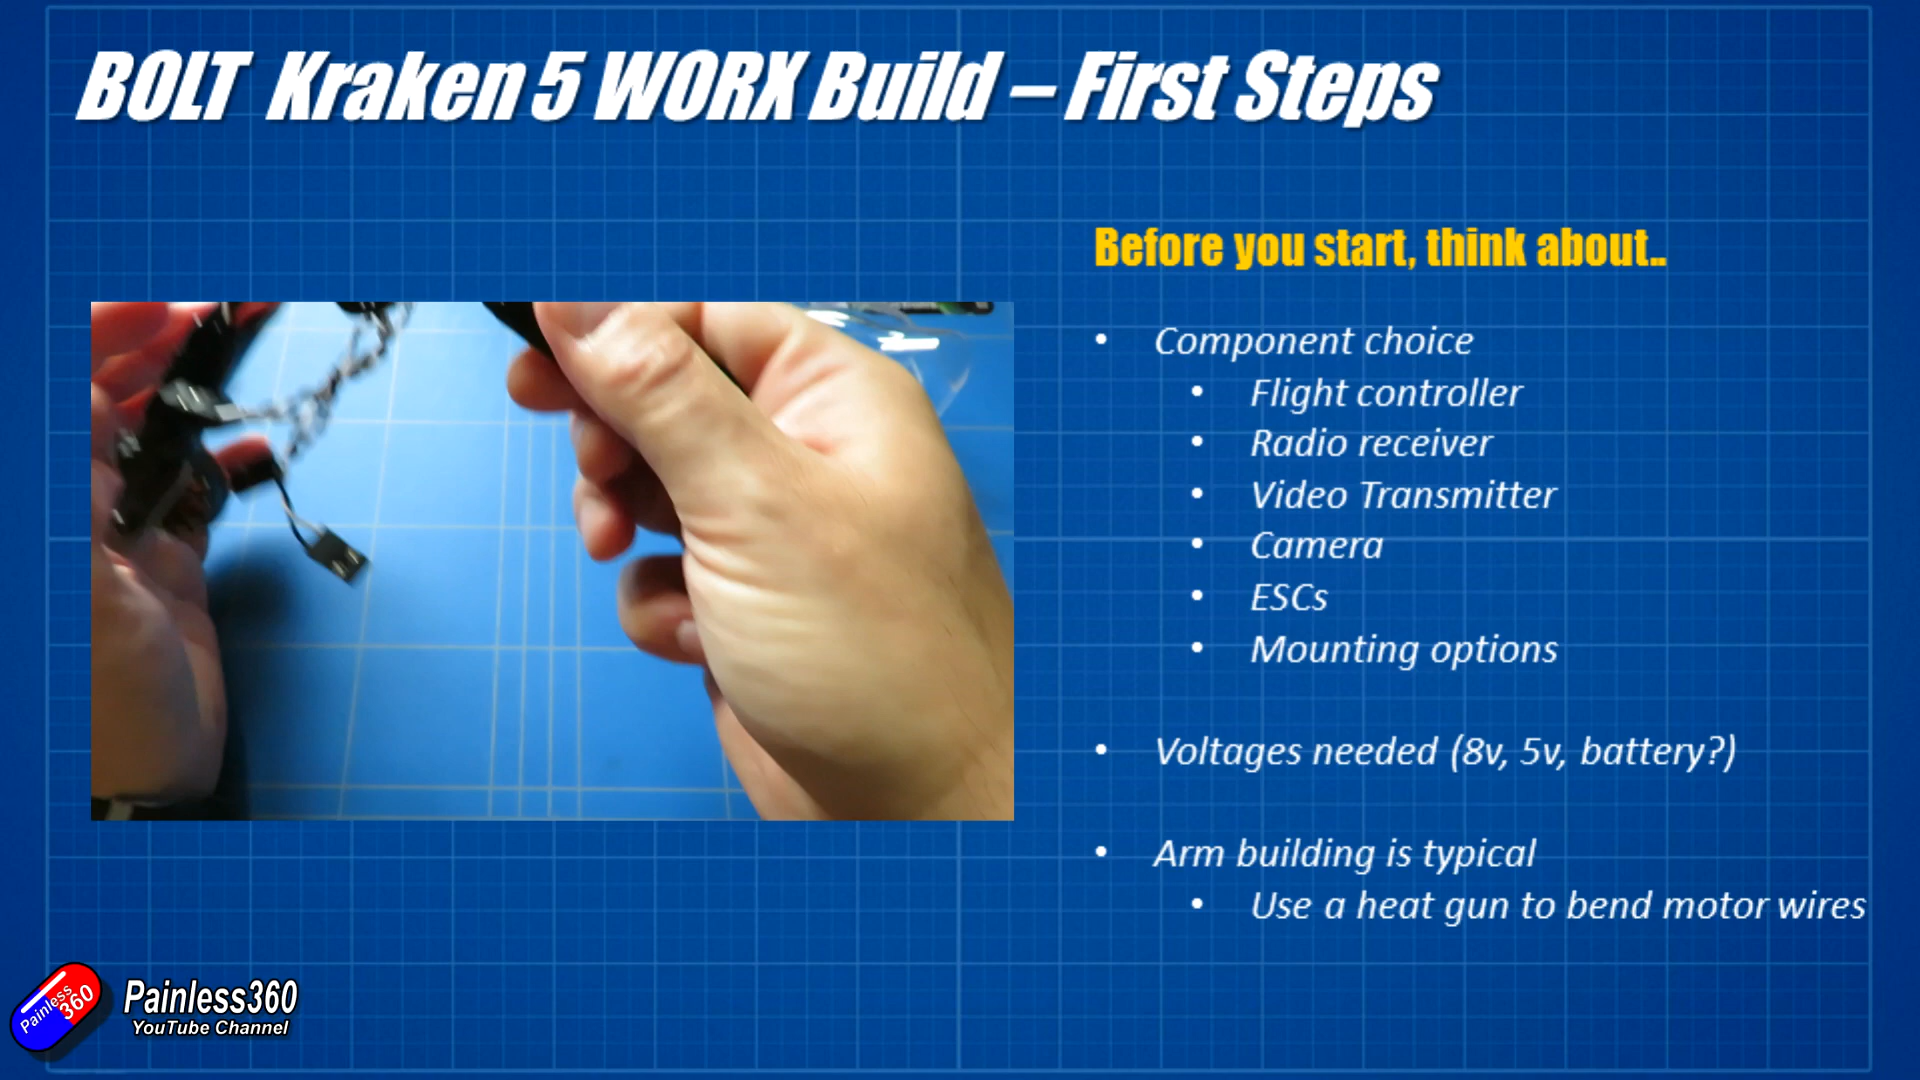 BOLT Kraken 5 WORX Build – First Steps
Before you start, think about..
• Component choice
• Flight controller
• Radio receiver
• Video Transmitter
• Camera
• ESCs
• Mounting options
• Voltages needed (8v, 5v, battery?)
• Arm building is typical
• Use a heat gun to bend motor wires
Painless
360
Painless360
YouTube Channel